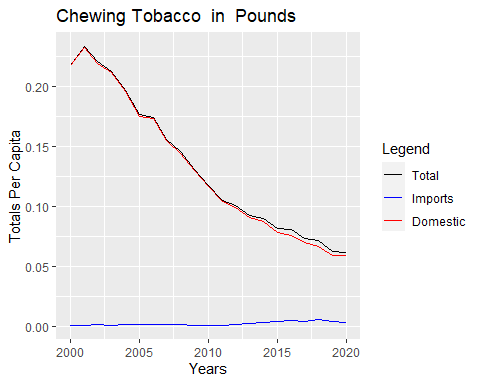 Chewing Tobacco  in  Pounds
Totals Per Capita
0.20
0.15
0.10
0.05
0.00
2000
2005
2010
2015
2020
Years
Legend
Total
Imports
Domestic